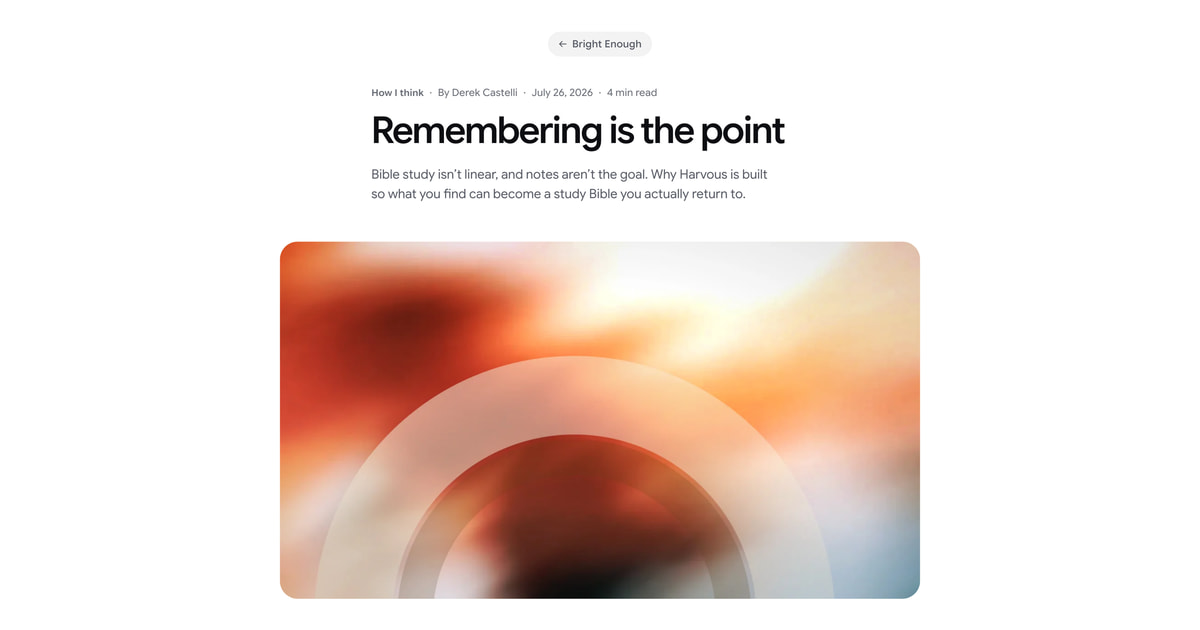 ← Bright Enough
How I think · By Derek Castelli · July 26, 2026 · 4 min read
Remembering is the point
Bible study isn’t linear, and notes aren’t the goal. Why Harvous is built
so what you find can become a study Bible you actually return to.